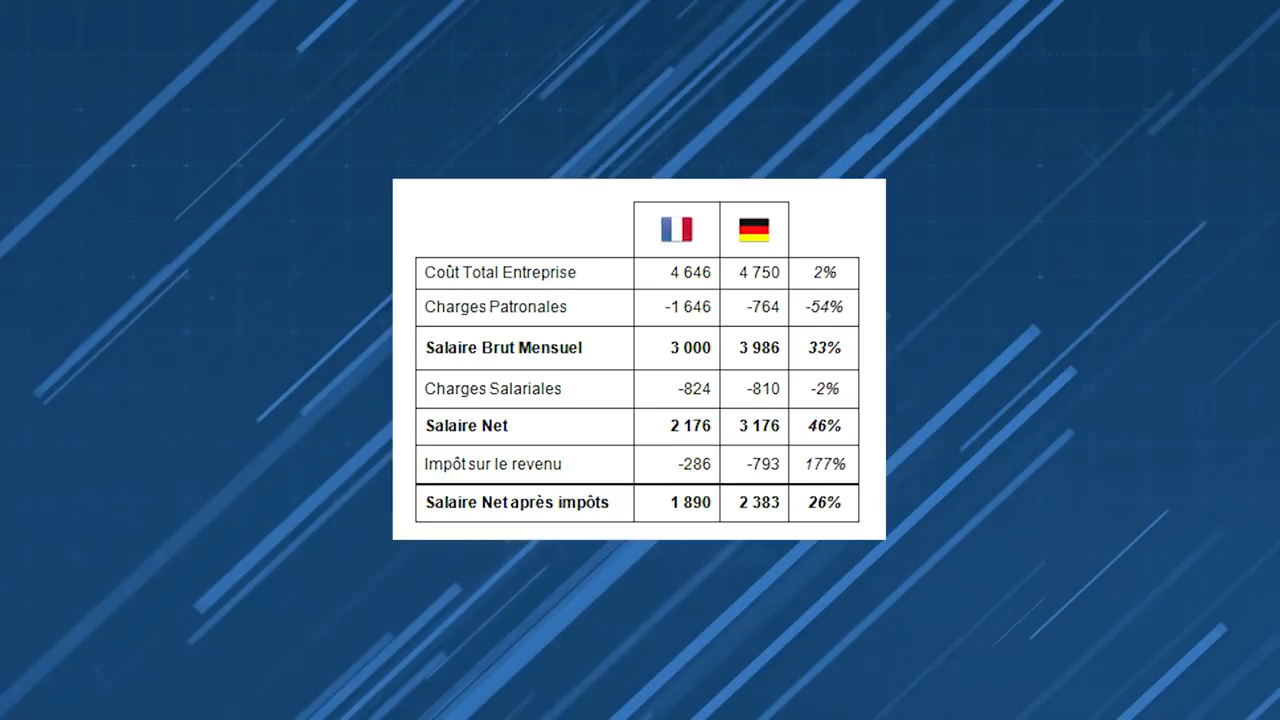 Coût Total Entreprise 4 646 4 750 2%
Charges Patronales -1 646 -764 -54%
Salaire Brut Mensuel 3 000 3 986 33%
Charges Salariales -824 -810 -2%
Salaire Net 2 176 3 176 46%
Impôt sur le revenu -286 -793 177%
Salaire Net après impôts 1 890 2 383 26%